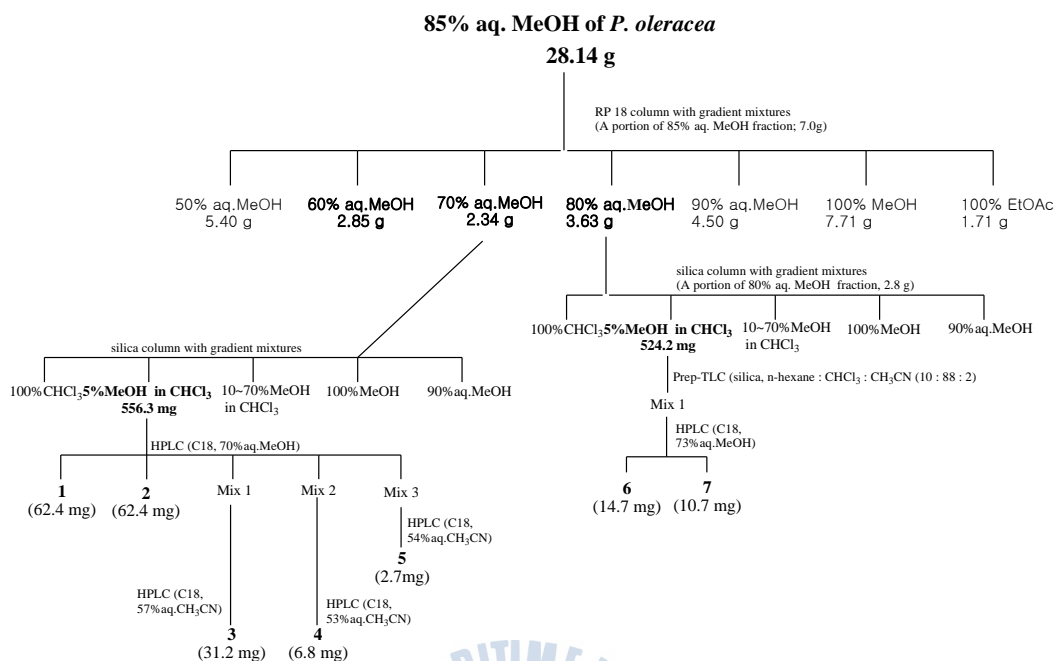 85% aq. MeOH of P. oleracea
28.14 g
RP 18 column with gradient mixtures
(A portion of 85% aq. MeOH fraction; 7.0g)
50% aq.MeOH
5.40 g
60% aq.MeOH
2.85 g
70% aq.MeOH
2.34 g
80% aq.MeOH
3.63 g
90% aq.MeOH
4.50 g
100% MeOH
7.71 g
100% EtOAc
1.71 g
silica column with gradient mixtures
(A portion of 80% aq. MeOH fraction, 2.8 g)
100%CHCl3
5%MeOH in CHCl3
524.2 mg
10~70%MeOH
in CHCl3
100%MeOH
90%aq.MeOH
Prep-TLC (silica, n-hexane : CHCl3 : CH3CN (10 : 88 : 2)
Mix 1
HPLC (C18,
73%aq.MeOH)
6
(14.7 mg)
7
(10.7 mg)
silica column with gradient mixtures
100%CHCl3
5%MeOH in CHCl3
556.3 mg
10~70%MeOH
in CHCl3
100%MeOH
90%aq.MeOH
HPLC (C18, 70%aq.MeOH)
1
(62.4 mg)
2
(62.4 mg)
Mix 1
Mix 2
Mix 3
HPLC (C18,
54%aq.CH3CN)
5
(2.7mg)
HPLC (C18,
57%aq.CH3CN)
3
(31.2 mg)
HPLC (C18,
53%aq.CH3CN)
4
(6.8 mg)